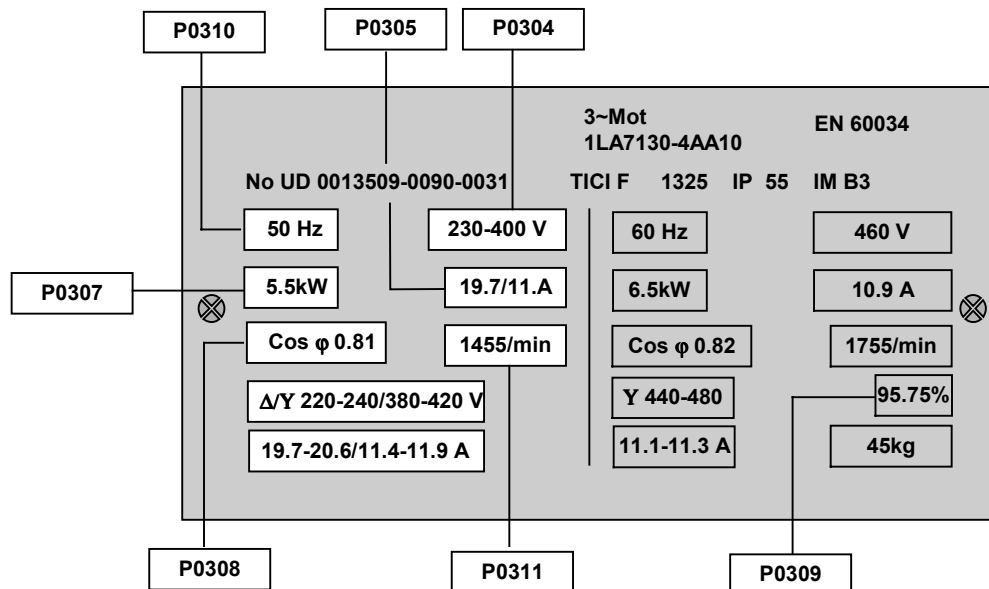 P0310 P0305 P0304
3~Mot EN 60034
1LA7130-4AA10
No UD 0013509-0090-0031 TICI F 1325 IP 55 IM B3
50 Hz 230-400 V 60 Hz 460 V
P0307 5.5kW 19.7/11.A 6.5kW 10.9 A
Cos φ 0.81 1455/min Cos φ 0.82 1755/min
Δ/Y 220-240/380-420 V Y 440-480 95.75%
19.7-20.6/11.4-11.9 A 11.1-11.3 A 45kg
P0308 P0311 P0309